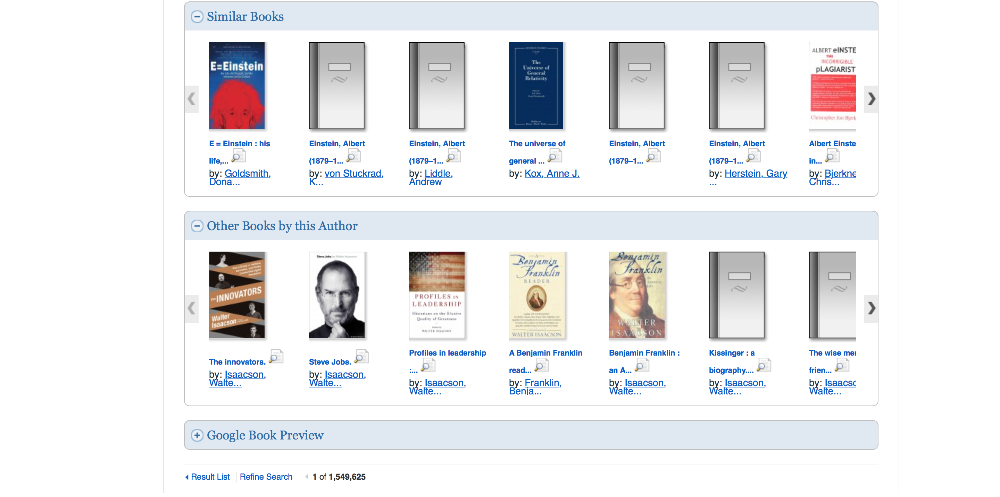 Similar Books
E=Einstein
The
Universe of
General
Relativity
ALBERT eINSTE
THE
INCORRIGIBLE
pLAGIARIST
Christopher Jon Bjerk
E = Einstein : his
life,...
by: Goldsmith,
Dona...
Einstein, Albert
(1879–1...
by: von Stuckrad,
K...
Einstein, Albert
(1879–1...
by: Liddle,
Andrew
The universe of
general ...
by: Kox, Anne J.
Einstein, Albert
(1879–1...
Einstein, Albert
(1879–1...
by: Herstein, Gary
...
Albert Einste
in...
by: Bjerkne
Chris...
Other Books by this Author
the INNOVATORS
Walter
Isaacson
Steve Jobs by Walter Isaacson
PROFILES IN
LEADERSHIP
Historians on the Elusive
Quality of Greatness
Edited by
WALTER ISAACSON
A
Benjamin
Franklin
READER
WALTER ISAACSON
Benjamin
Franklin
WALTER
ISAACSON
The innovators.
by: Isaacson,
Walte...
Steve Jobs.
by: Isaacson,
Walte...
Profiles in leadership
:...
by: Isaacson,
Walte...
A Benjamin Franklin
read...
by: Franklin,
Benja...
Benjamin Franklin :
an A...
by: Isaacson,
Walte...
Kissinger : a
biography....
by: Isaacson,
Walte...
The wise mer
frien...
by: Isaacsc
Walte...
Google Book Preview
Result List Refine Search 1 of 1,549,625